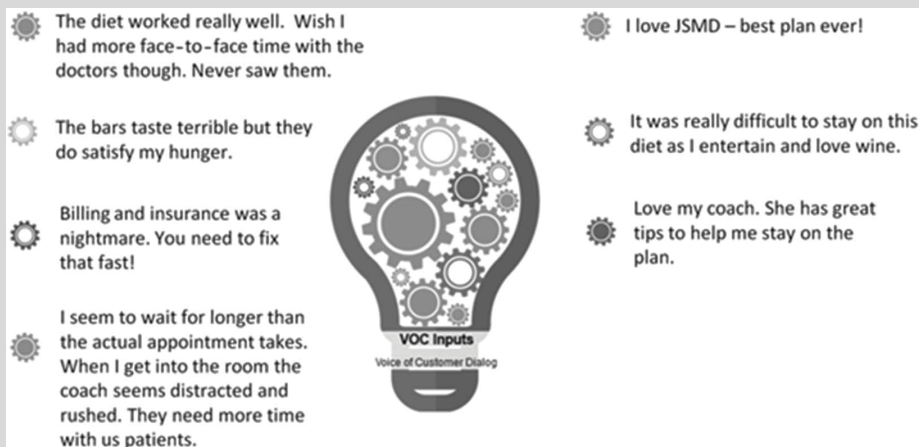 The diet worked really well.  Wish I
had more face-to-face time with the
doctors though. Never saw them.
The bars taste terrible but they
do satisfy my hunger.
Billing and insurance was a
nightmare. You need to fix
that fast!
I seem to wait for longer than
the actual appointment takes.
When I get into the room the
coach seems distracted and
rushed. They need more time
with us patients.
VOC Inputs
Voice of Customer Dialog
I love JSMD – best plan ever!
It was really difficult to stay on this
diet as I entertain and love wine.
Love my coach. She has great
tips to help me stay on the
plan.